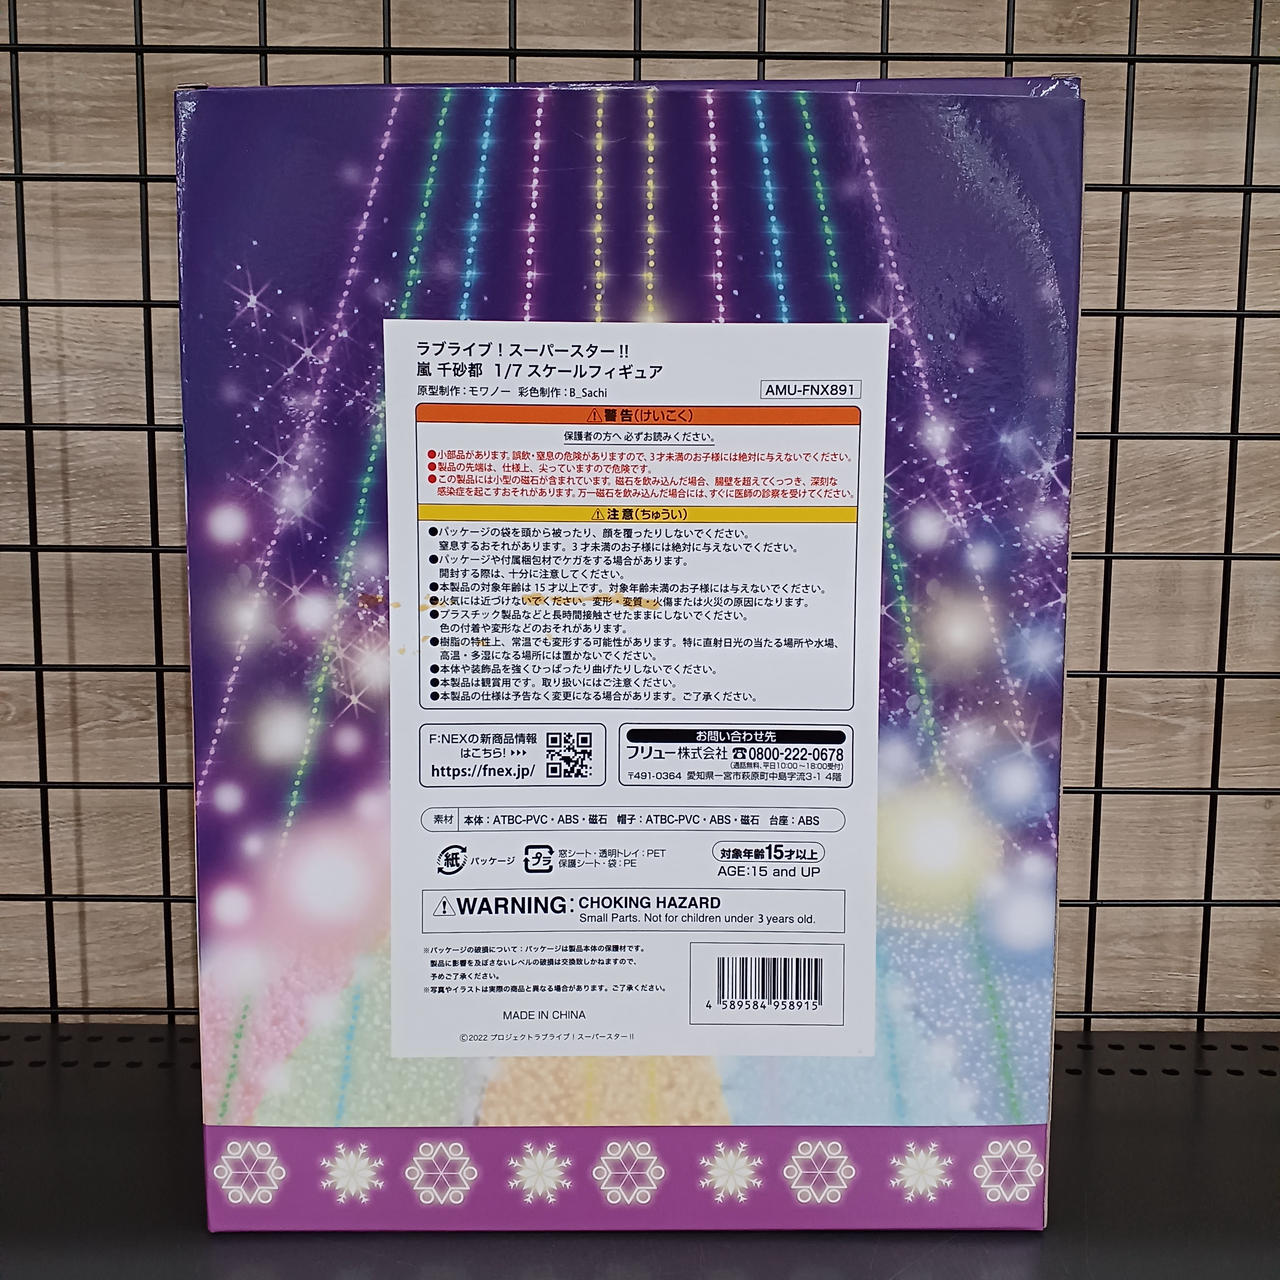 ラブライブ！スーパースター!!
嵐 千砂都 1/7 スケールフィギュア
原型制作：モワノー 彩色制作：B_Sachi
AMU-FNX891
⚠警告(けいこく)
保護者の方へ 必ずお読みください。
●小部品があります。誤飲・窒息の危険がありますので、3才未満のお子様には絶対に与えないでください。
●製品の先端は、仕様上、尖っていますので危険です。
●この製品には小型の磁石が含まれています。磁石を飲み込んだ場合、腸壁を超えてくっつき、深刻な
感染症を起こすおそれがあります。万一磁石を飲み込んだ場合には、すぐに医師の診察を受けてください。
⚠注意(ちゅうい)
●パッケージの袋を頭から被ったり、顔を覆ったりしないでください。
窒息するおそれがあります。3才未満のお子様には絶対に与えないでください。
●パッケージや付属梱包材でケガをする場合があります。
開封する際は、十分に注意してください。
●本製品の対象年齢は15才以上です。対象年齢未満のお子様には与えないでください。
●火気には近づけないでください。変形・変質・火傷または火災の原因になります。
●プラスチック製品などと長時間接触させたままにしないでください。
色の付着や変形などのおそれがあります。
●樹脂の特性上、常温でも変形する可能性があります。特に直射日光の当たる場所や水場、
高温・多湿になる場所には置かないでください。
●本体や装飾品を強くひっぱったり曲げたりしないでください。
●本製品は観賞用です。取り扱いにはご注意ください。
●本製品の仕様は予告なく変更になる場合があります。ご了承ください。
F:NEXの新商品情報
はこちら! ›››
https://fnex.jp/
お問い合わせ先
フリュー株式会社 ☎0800-222-0678
(通話無料、平日10:00～18:00受付)
〒491-0364 愛知県一宮市萩原町中島字流3-1 4階
素材 本体：ATBC-PVC・ABS・磁石 帽子：ATBC-PVC・ABS・磁石 台座：ABS
紙 パッケージ
プラ 窓シート・透明トレイ：PET
保護シート・袋：PE
対象年齢15才以上
AGE:15 and UP
⚠WARNING: CHOKING HAZARD
Small Parts. Not for children under 3 years old.
※パッケージの破損について：パッケージは製品本体の保護材です。
製品に影響を及ぼさないレベルの破損は交換致しかねますので、
予めご了承ください。
※写真やイラストは実際の商品と異なる場合があります。ご了承ください。
4 589584 958915
MADE IN CHINA
©2022 プロジェクトラブライブ！スーパースター!!